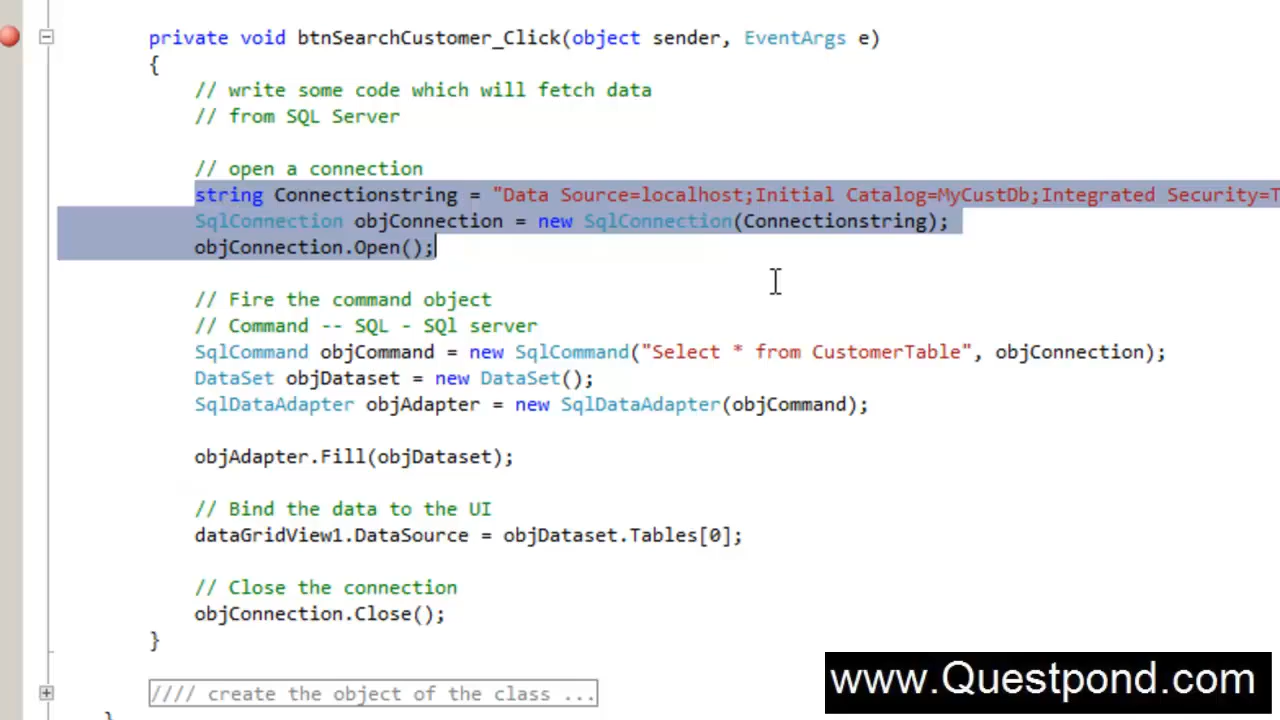 private void btnSearchCustomer_Click(object sender, EventArgs e)
{
// write some code which will fetch data
// from SQL Server
// open a connection
string Connectionstring = "Data Source=localhost;Initial Catalog=MyCustDb;Integrated Security=T
SqlConnection objConnection = new SqlConnection(Connectionstring);
objConnection.Open();
// Fire the command object
// Command -- SQL - SQl server
SqlCommand objCommand = new SqlCommand("Select * from CustomerTable", objConnection);
DataSet objDataset = new DataSet();
SqlDataAdapter objAdapter = new SqlDataAdapter(objCommand);
objAdapter.Fill(objDataset);
// Bind the data to the UI
dataGridView1.DataSource = objDataset.Tables[0];
// Close the connection
objConnection.Close();
}
//// create the object of the class ...
}
www.Questpond.com